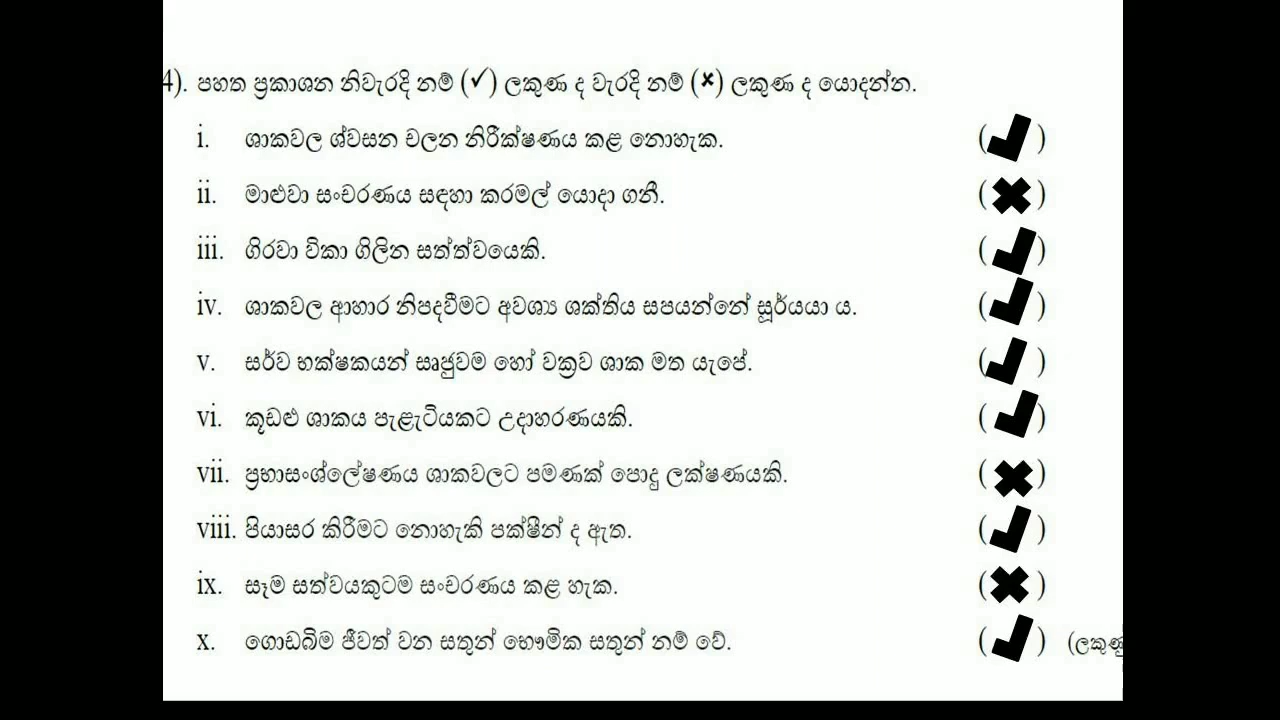 4). පහත ප්‍රකාශන නිවැරදි නම් (✓) ලකුණ ද වැරදි නම් (✘) ලකුණ ද යොදන්න.
i. ශාකවල ශ්වසන චලන නිරීක්ෂණය කළ නොහැක. (✔)
ii. මාළුවා සංචරණය සඳහා කරමල් යොදා ගනී. (✖)
iii. ගිරවා විකා ගිලින සත්ත්වයෙකි. (✔)
iv. ශාකවල ආහාර නිපදවීමට අවශ්‍ය ශක්තිය සපයන්නේ සූර්යයා ය. (✔)
v. සර්ව භක්ෂකයන් සෘජුවම හෝ වක්‍රව ශාක මත යැපේ. (✔)
vi. කූඩළු ශාකය පැළැටියකට උදාහරණයකි. (✔)
vii. ප්‍රභාසංශ්ලේෂණය ශාකවලට පමණක් පොදු ලක්ෂණයකි. (✖)
viii. පියාසර කිරීමට නොහැකි පක්ෂීන් ද ඇත. (✔)
ix. සෑම සත්වයකුටම සංචරණය කළ හැක. (✖)
x. ගොඩබිම ජීවත් වන සතුන් භෞමික සතුන් නම් වේ. (✔) (ලකුණු